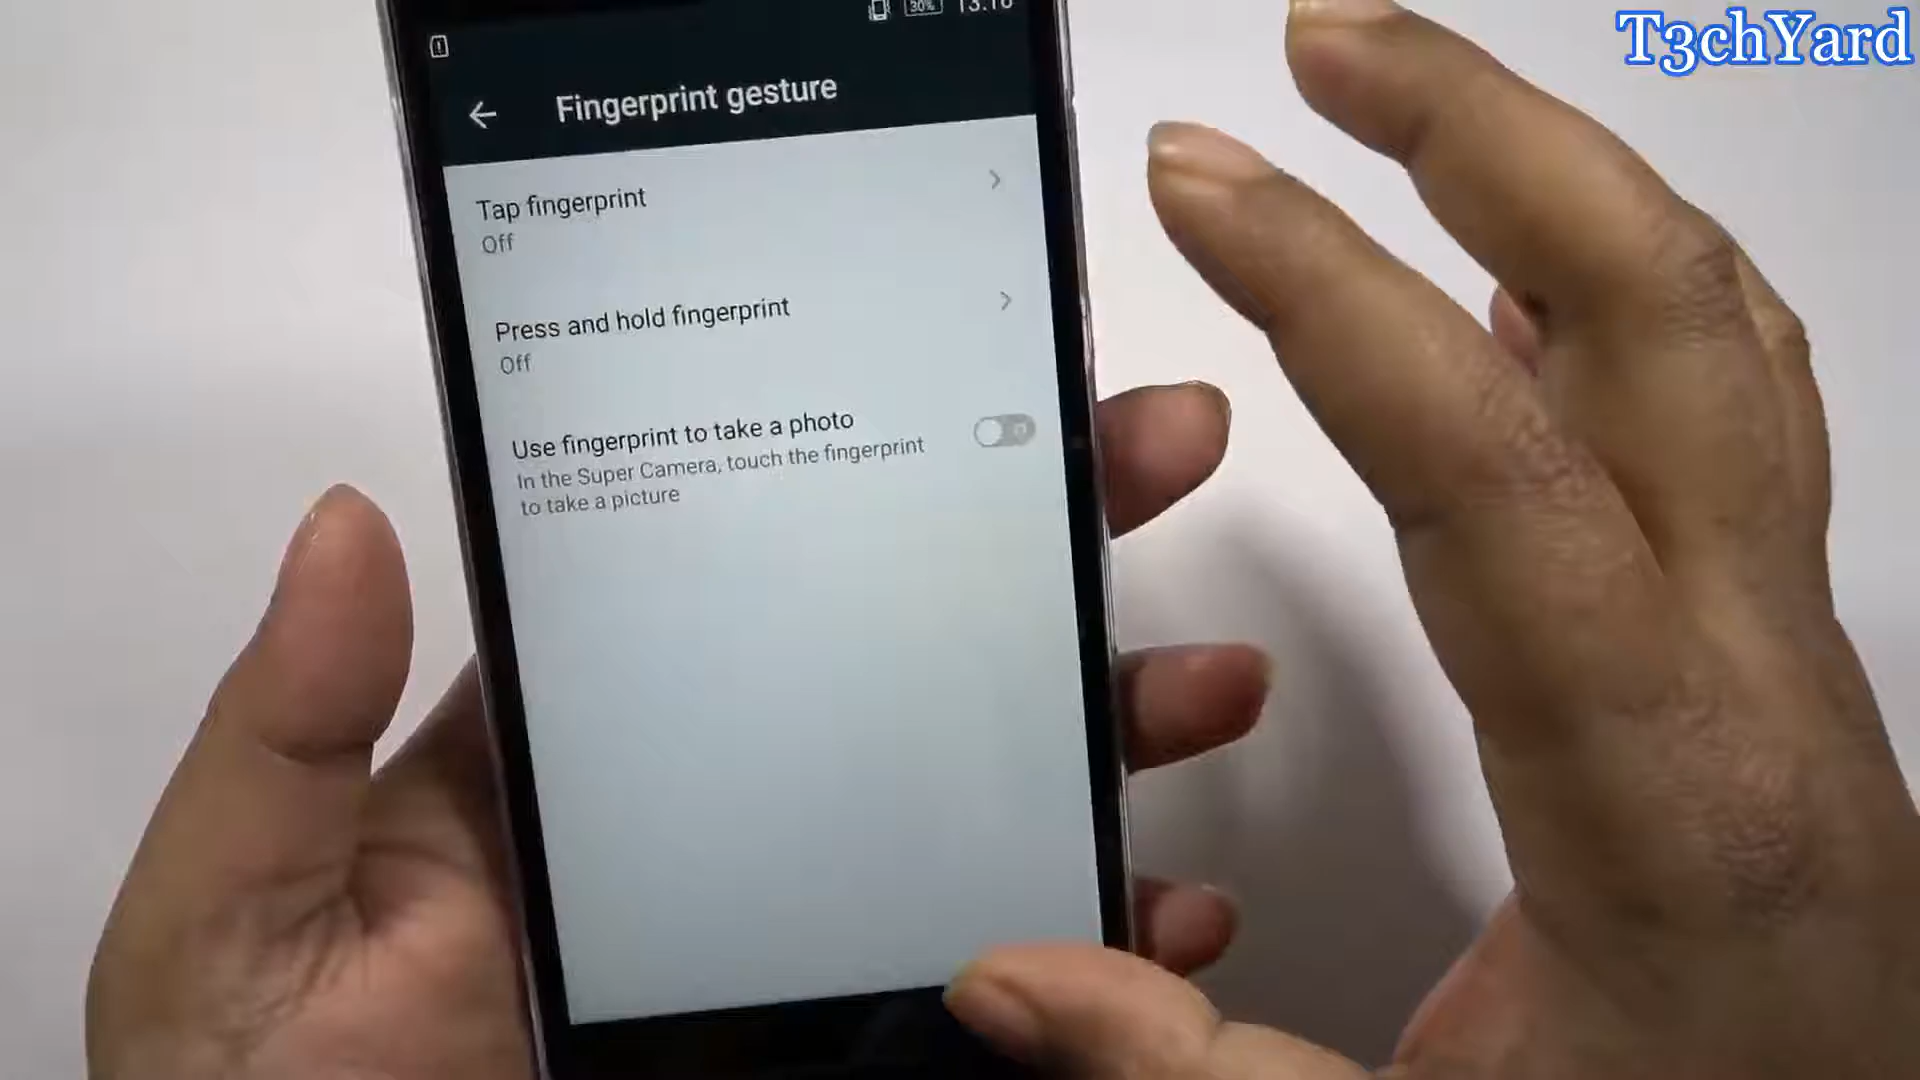 T3chYard
30%
Fingerprint gesture
Tap fingerprint
Off
Press and hold fingerprint
Off
Use fingerprint to take a photo
In the Super Camera, touch the fingerprint
to take a picture